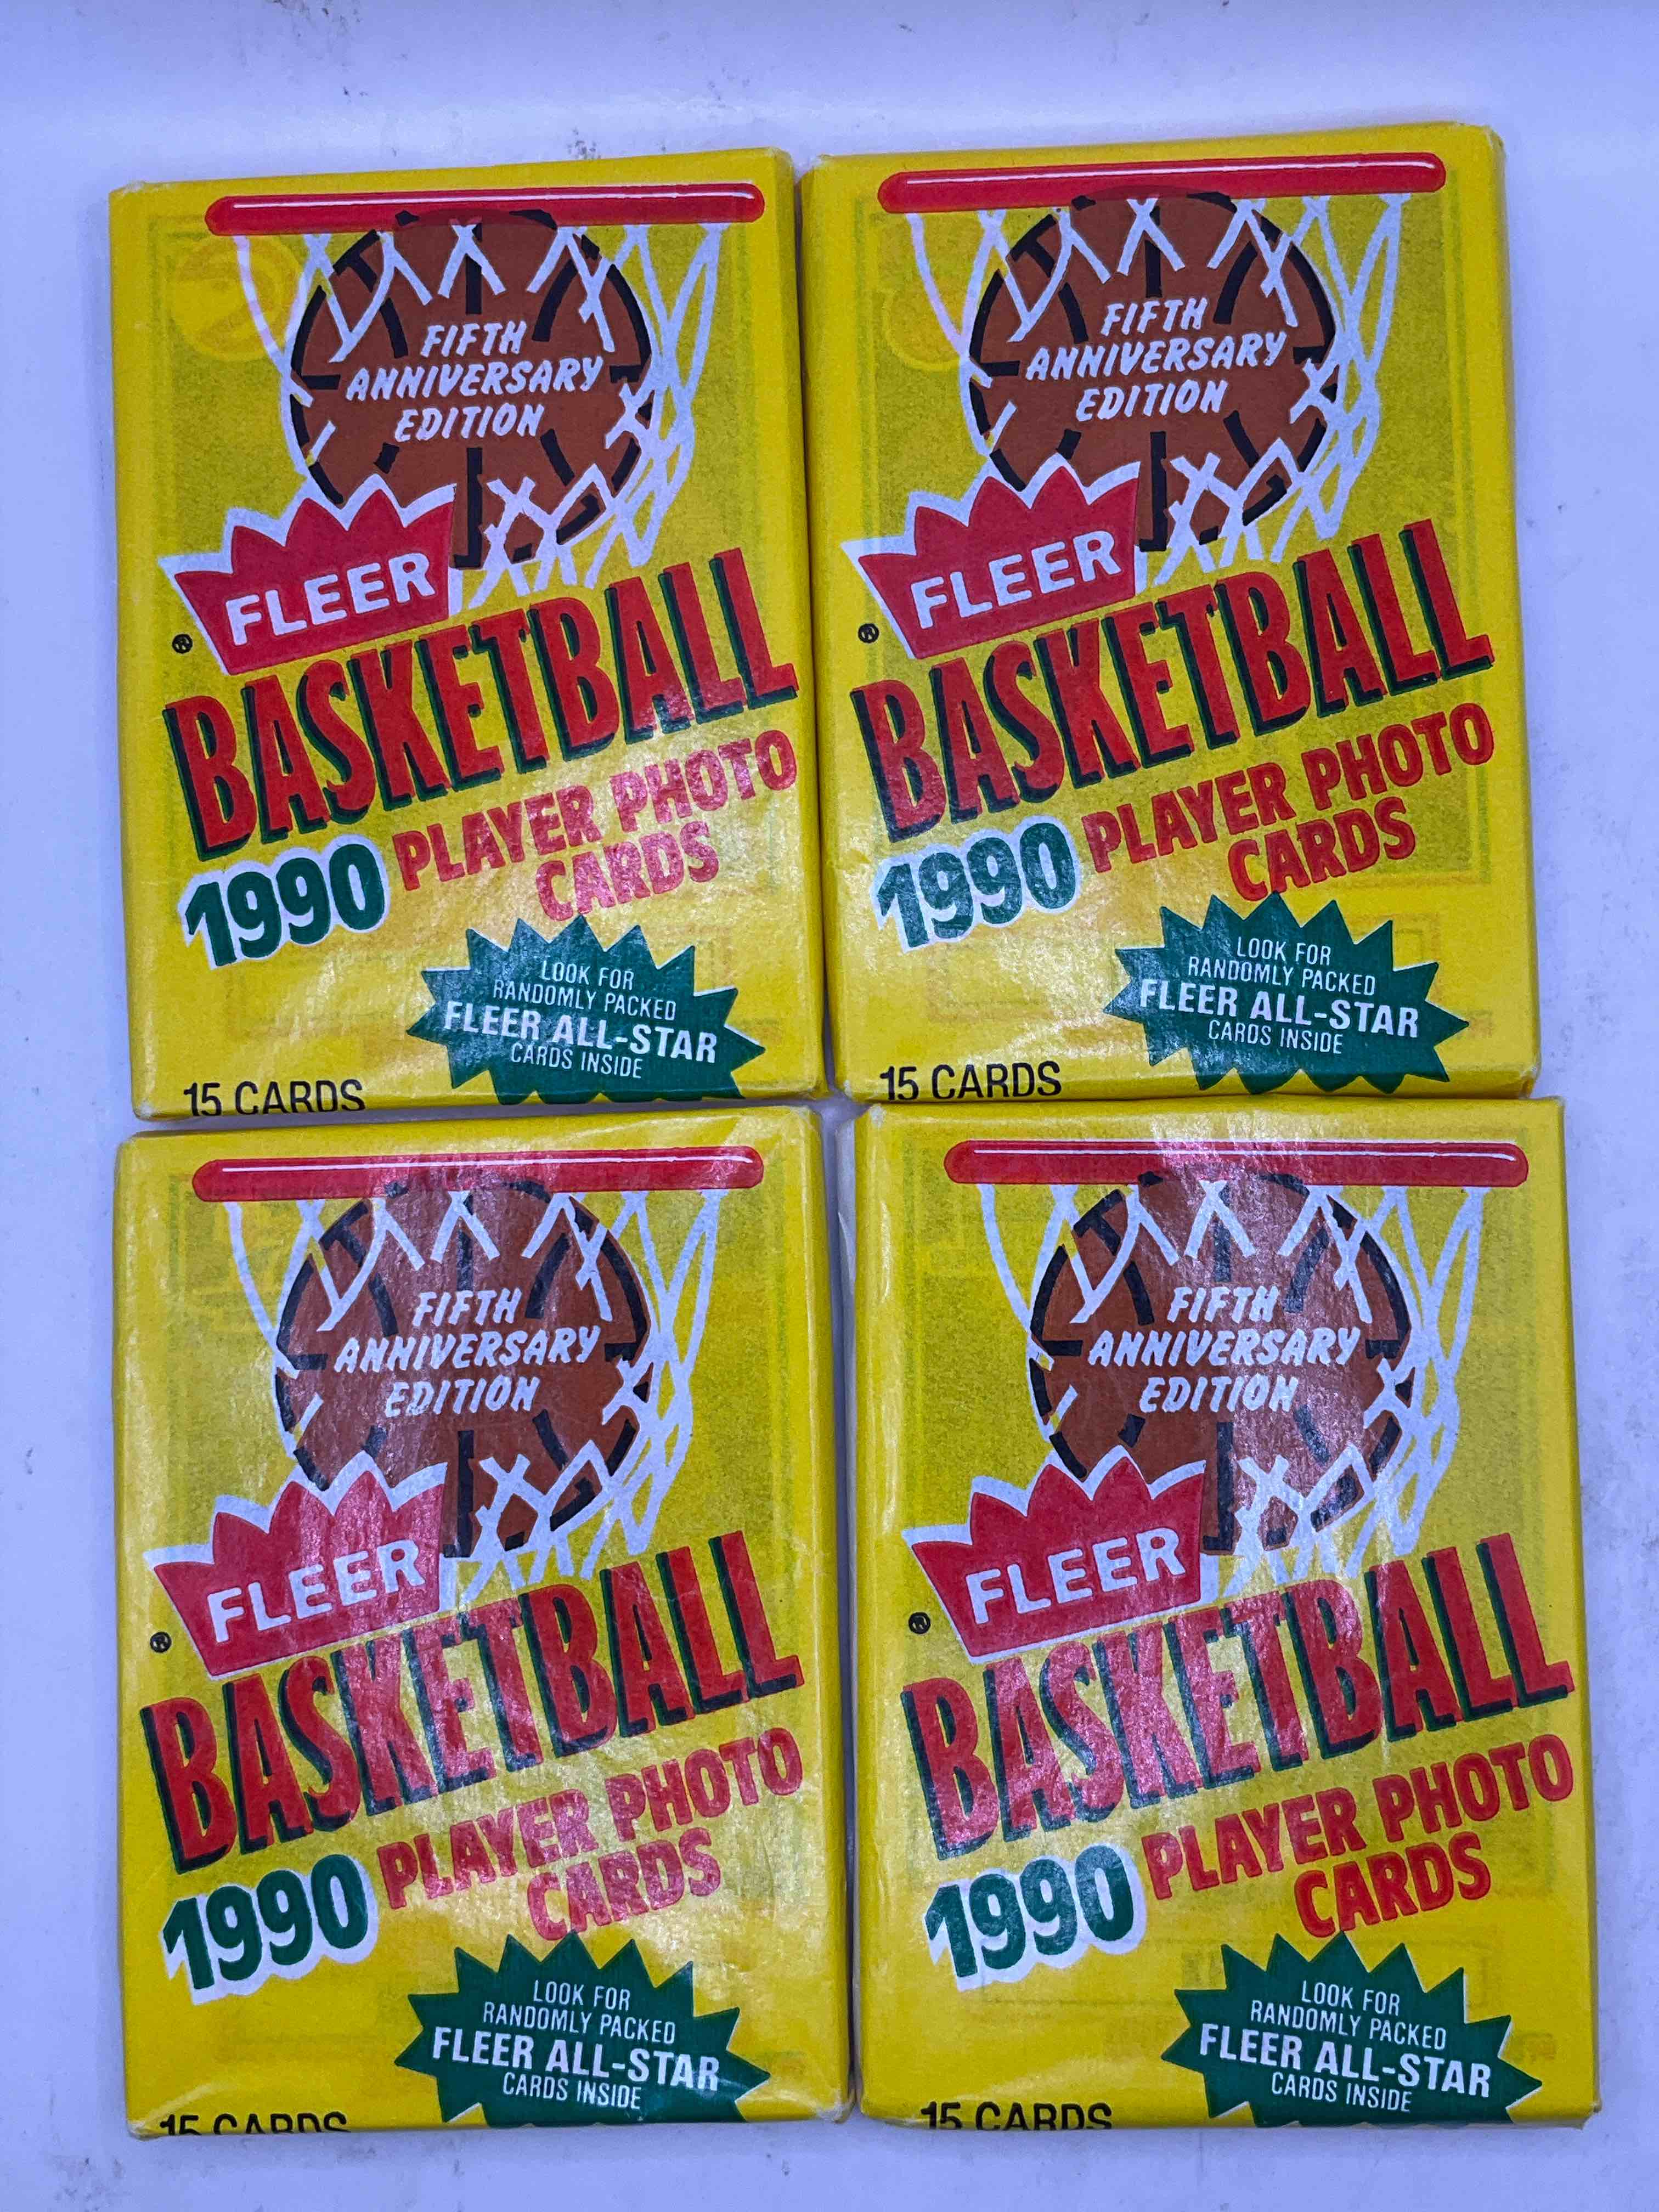 FIFTH
ANNIVERSARY
EDITION
FLEER
®
BASKETBALL
1990 PLAYER PHOTO
CARDS
LOOK FOR
RANDOMLY PACKED
FLEER ALL-STAR
CARDS INSIDE
15 CARDS
FIFTH
ANNIVERSARY
EDITION
FLEER
®
BASKETBALL
1990 PLAYER PHOTO
CARDS
LOOK FOR
RANDOMLY PACKED
FLEER ALL-STAR
CARDS INSIDE
15 CARDS
FIFTH
ANNIVERSARY
EDITION
FLEER
®
BASKETBALL
1990 PLAYER PHOTO
CARDS
LOOK FOR
RANDOMLY PACKED
FLEER ALL-STAR
CARDS INSIDE
15 CARDS
FIFTH
ANNIVERSARY
EDITION
FLEER
®
BASKETBALL
1990 PLAYER PHOTO
CARDS
LOOK FOR
RANDOMLY PACKED
FLEER ALL-STAR
CARDS INSIDE
15 CARDS